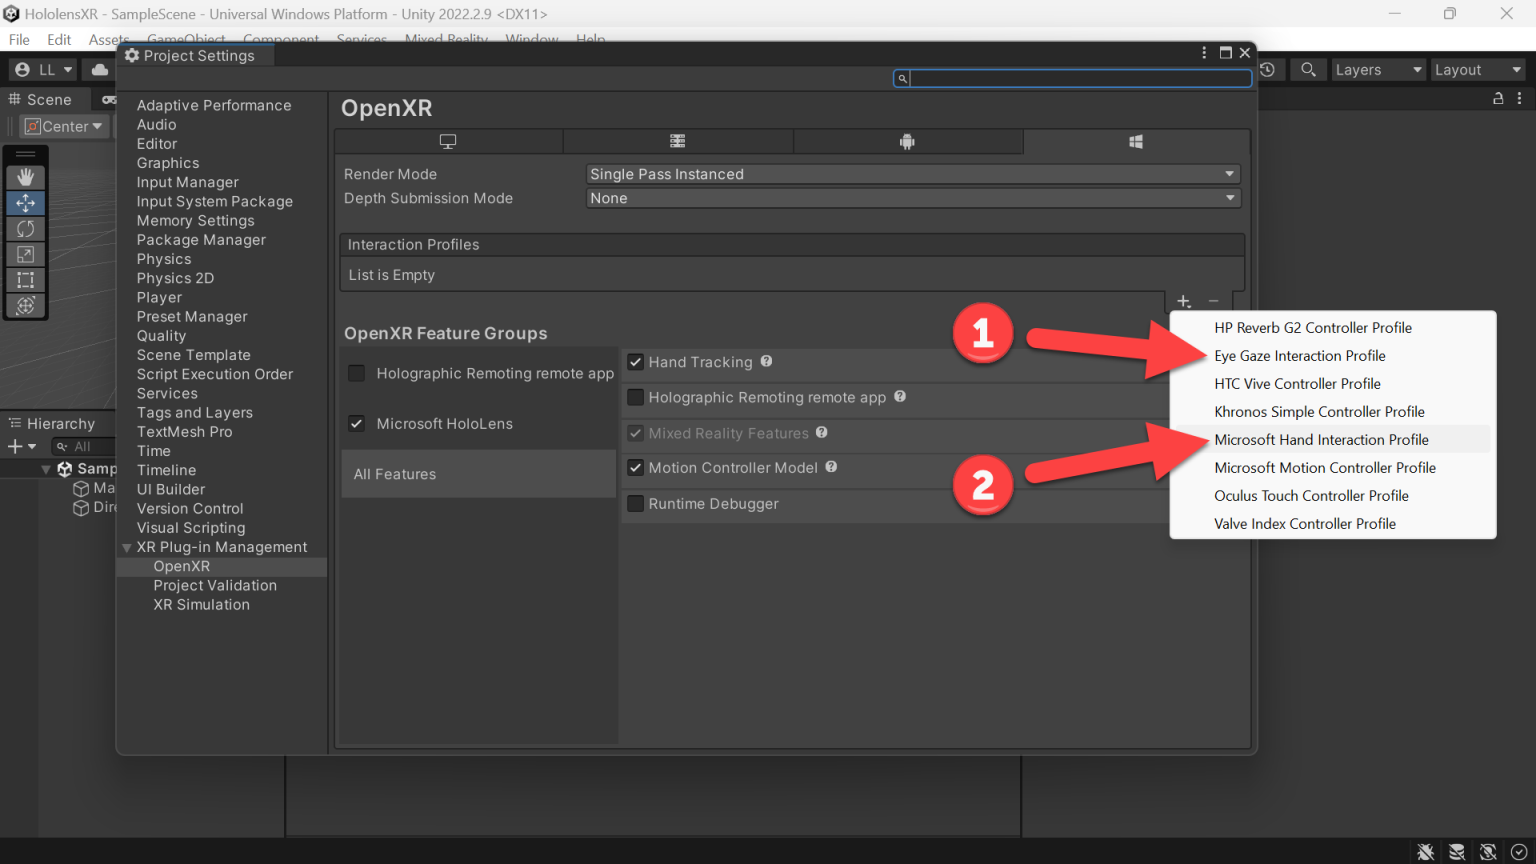 HololensXR - SampleScene - Universal Windows Platform - Unity 2022.2.9 <DX11>
File Edit Assets GameObject Component Services Mixed Reality Window Help
Project Settings
LL
Layers
Layout
Scene
Center
Adaptive Performance
Audio
Editor
Graphics
Input Manager
Input System Package
Memory Settings
Package Manager
Physics
Physics 2D
Player
Preset Manager
Quality
Scene Template
Script Execution Order
Services
Tags and Layers
TextMesh Pro
Time
Timeline
UI Builder
Version Control
Visual Scripting
XR Plug-in Management
OpenXR
Project Validation
XR Simulation
Hierarchy
All
Samp
Ma
Dire
OpenXR
Render Mode Single Pass Instanced
Depth Submission Mode None
Interaction Profiles
List is Empty
OpenXR Feature Groups
Holographic Remoting remote app
Microsoft HoloLens
All Features
Hand Tracking
Holographic Remoting remote app
Mixed Reality Features
Motion Controller Model
Runtime Debugger
1
2
HP Reverb G2 Controller Profile
Eye Gaze Interaction Profile
HTC Vive Controller Profile
Khronos Simple Controller Profile
Microsoft Hand Interaction Profile
Microsoft Motion Controller Profile
Oculus Touch Controller Profile
Valve Index Controller Profile